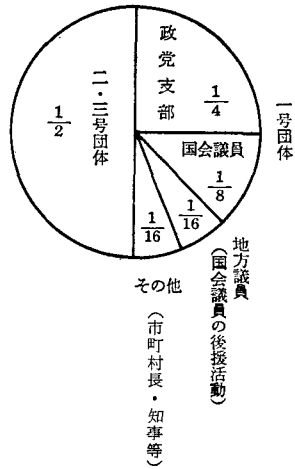 政党支部
1/4
二・三号団体
1/2
一号団体
国会議員
1/8
1/16
1/16
地方議員
(国会議員の後援活動)
その他
(市町村長・知事等)